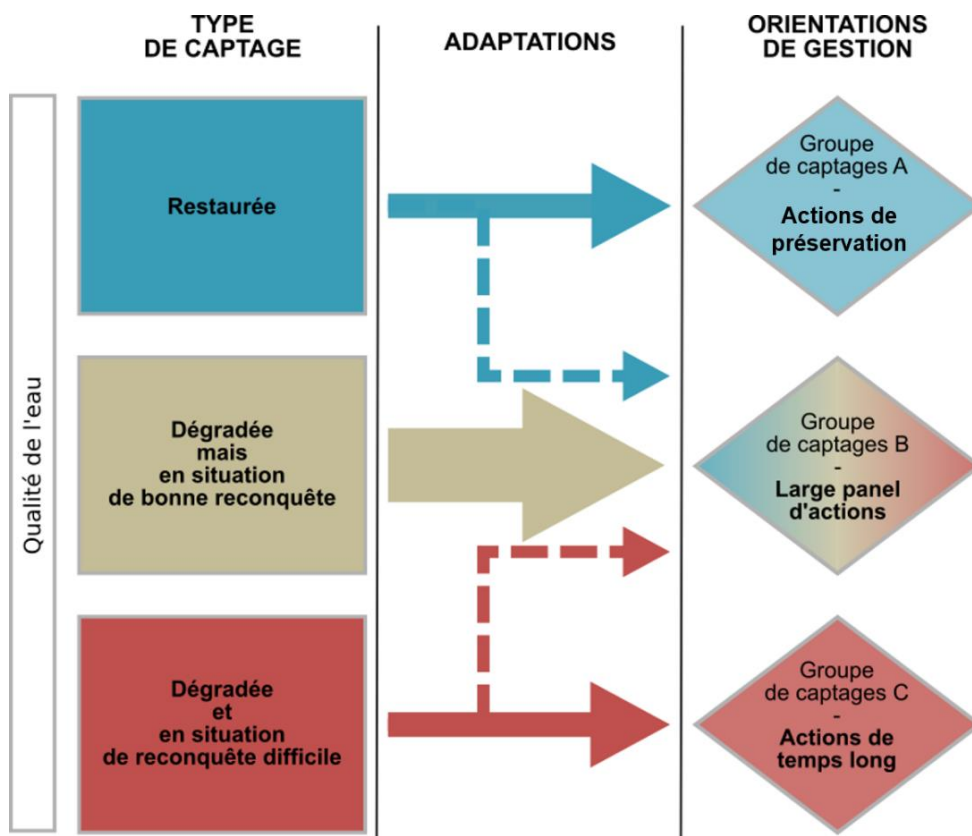 TYPE
DE CAPTAGE
ADAPTATIONS
ORIENTATIONS
DE GESTION
Qualité de l'eau
Restaurée
Groupe
de captages A
-
Actions de
préservation
Dégradée
mais
en situation
de bonne reconquête
Groupe
de captages B
-
Large panel
d'actions
Dégradée
et
en situation
de reconquête difficile
Groupe
de captages C
-
Actions de
temps long